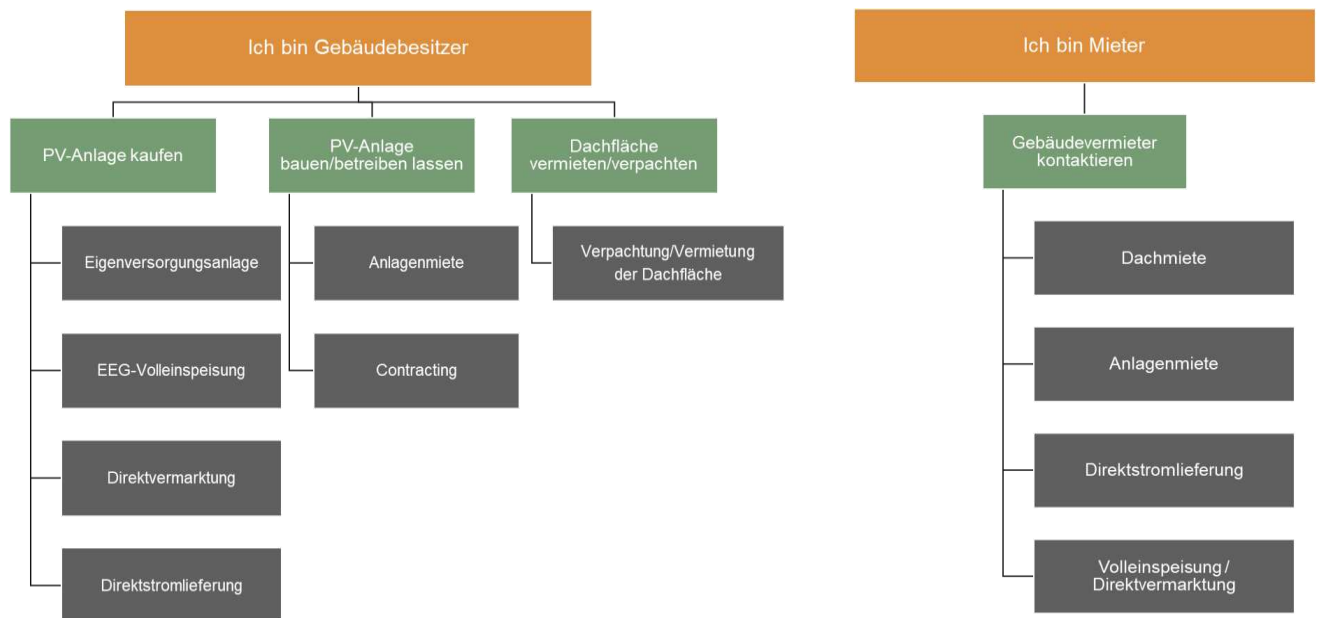 Ich bin Gebäudebesitzer
PV-Anlage kaufen
Eigenversorgungsanlage
EEG-Volleinspeisung
Direktvermarktung
Direktstromlieferung
PV-Anlage
bauen/betreiben lassen
Anlagenmiete
Contracting
Dachfläche
vermieten/verpachten
Verpachtung/Vermietung
der Dachfläche
Ich bin Mieter
Gebäudevermieter
kontaktieren
Dachmiete
Anlagenmiete
Direktstromlieferung
Volleinspeisung /
Direktvermarktung